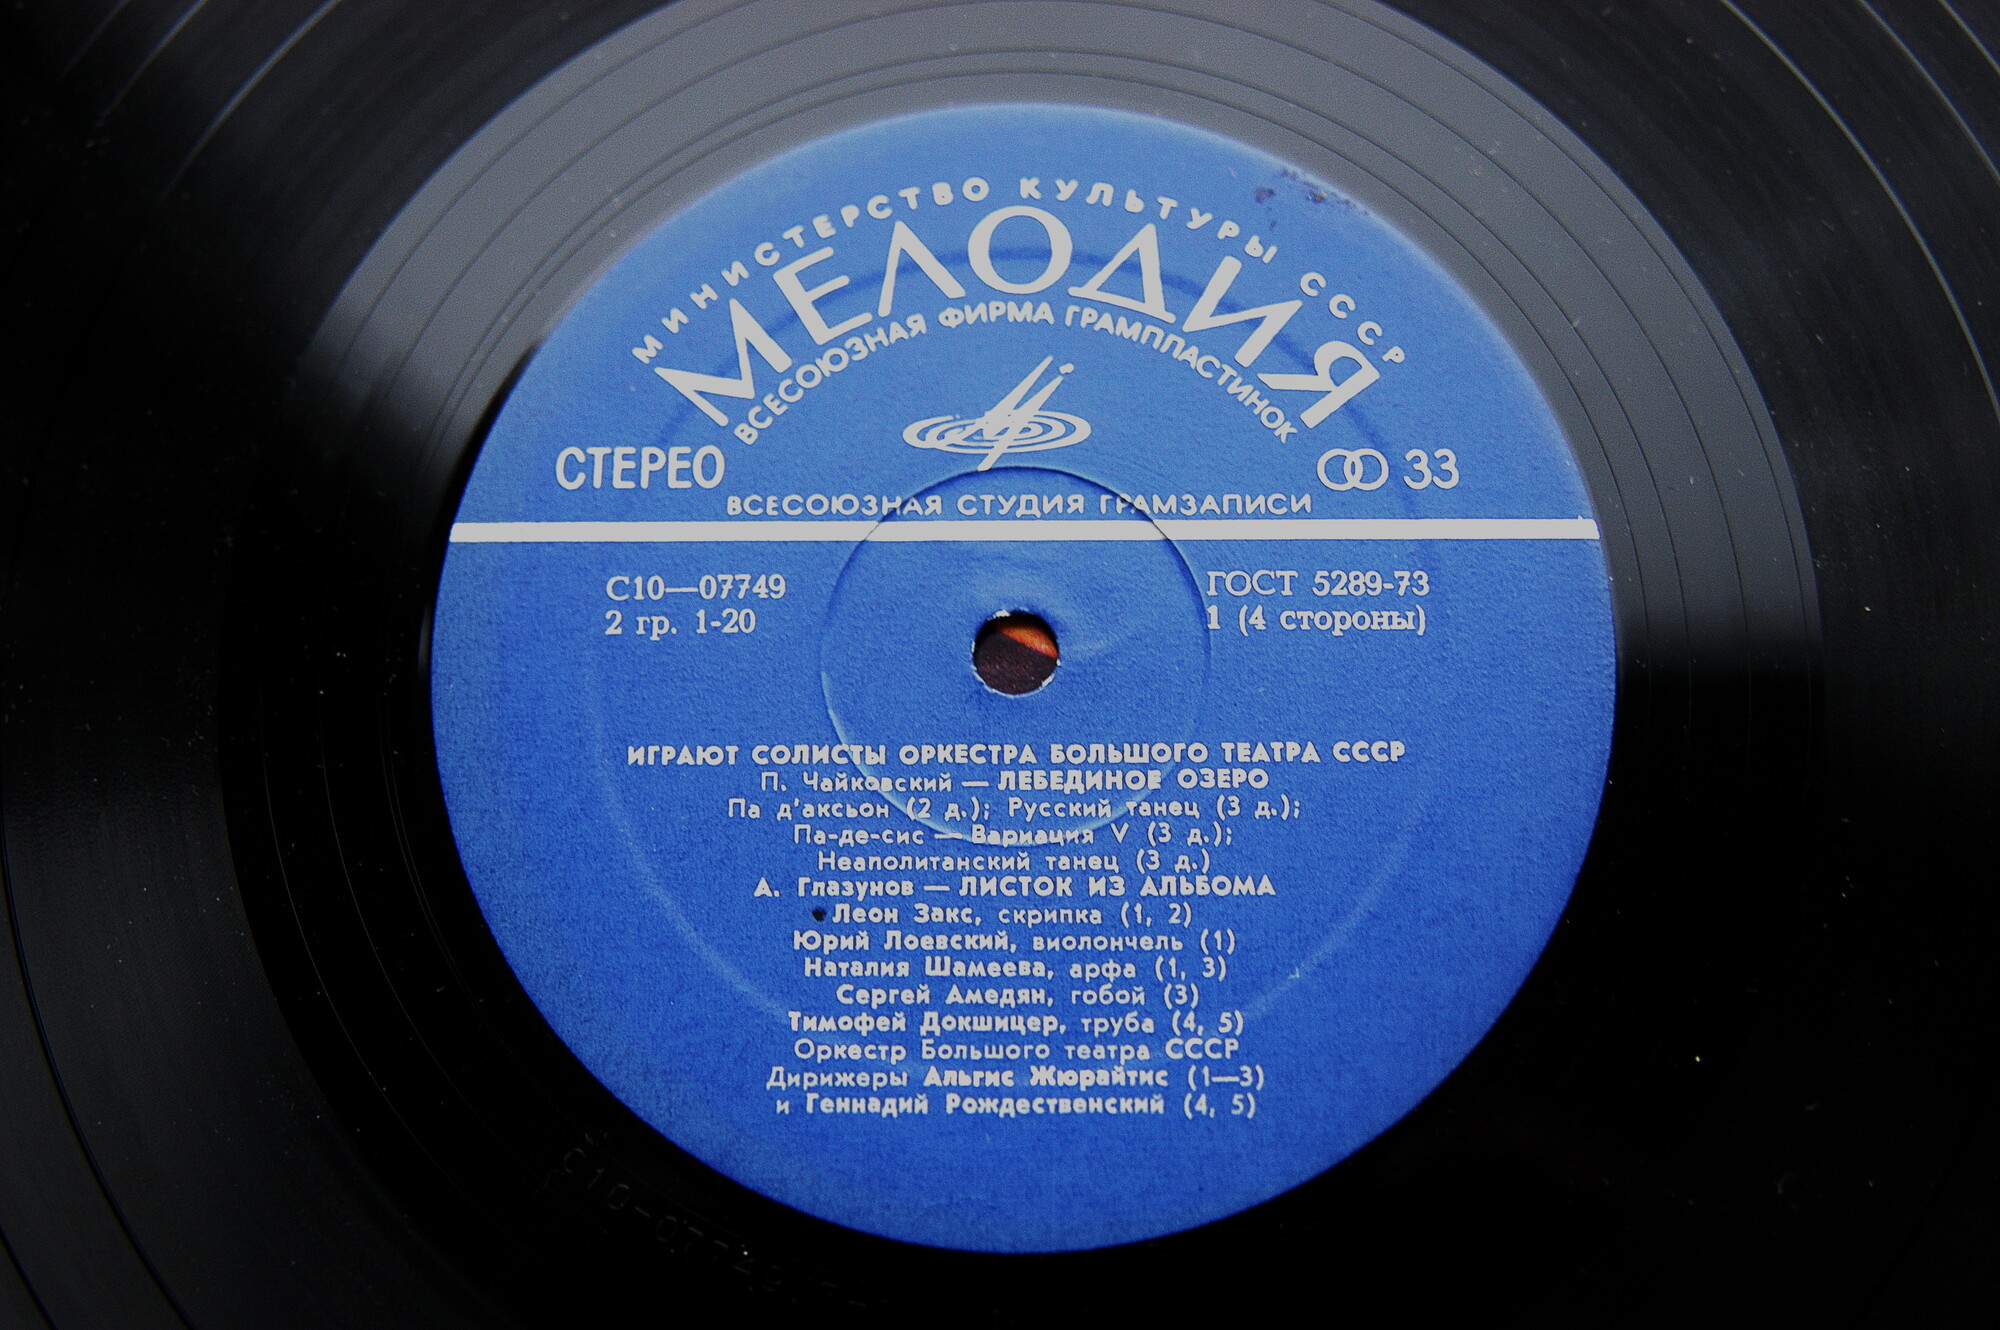 МИНИСТЕРСТВО КУЛЬТУРЫ СССР
МЕЛОДИЯ
ВСЕСОЮЗНАЯ ФИРМА ГРАМПЛАСТИНОК
СТЕРЕО
33
ВСЕСОЮЗНАЯ СТУДИЯ ГРАМЗАПИСИ
С10—07749
ГОСТ 5289-73
2 гр. 1-20
1 (4 стороны)
ИГРАЮТ СОЛИСТЫ ОРКЕСТРА БОЛЬШОГО ТЕАТРА СССР
П. Чайковский — ЛЕБЕДИНОЕ ОЗЕРО
Па д'аксьон (2 д.); Русский танец (3 д.);
Па-де-сис — Вариация V (3 д.);
Неаполитанский танец (3 д.)
А. Глазунов — ЛИСТОК ИЗ АЛЬБОМА
Леон Закс, скрипка (1, 2)
Юрий Лоевский, виолончель (1)
Наталия Шамеева, арфа (1, 3)
Сергей Амедян, гобой (3)
Тимофей Докшицер, труба (4, 5)
Оркестр Большого театра СССР
Дирижеры Альгис Жюрайтис (1—3)
и Геннадий Рождественский (4, 5)